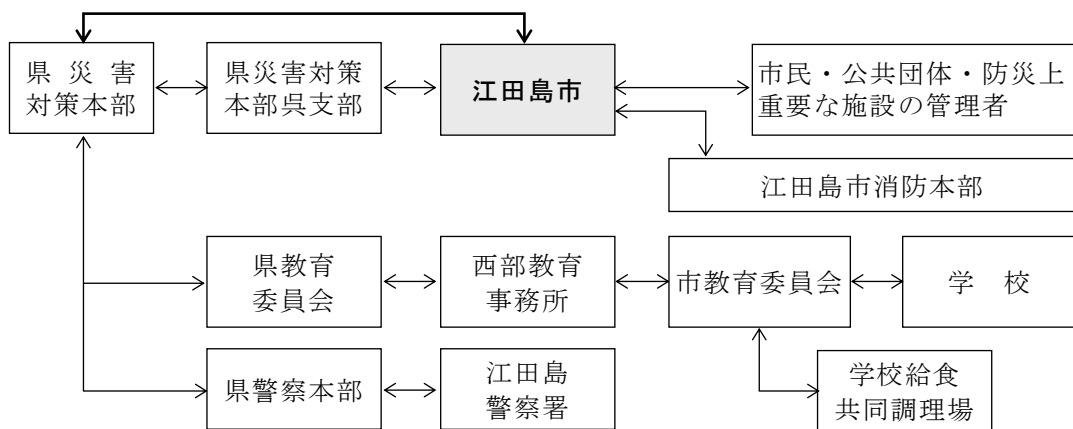 県災害
対策本部
県災害対策
本部呉支部
江田島市
市民・公共団体・防災上
重要な施設の管理者
江田島市消防本部
県教育
委員会
西部教育
事務所
市教育委員会
学　校
県警察本部
江田島
警察署
学校給食
共同調理場